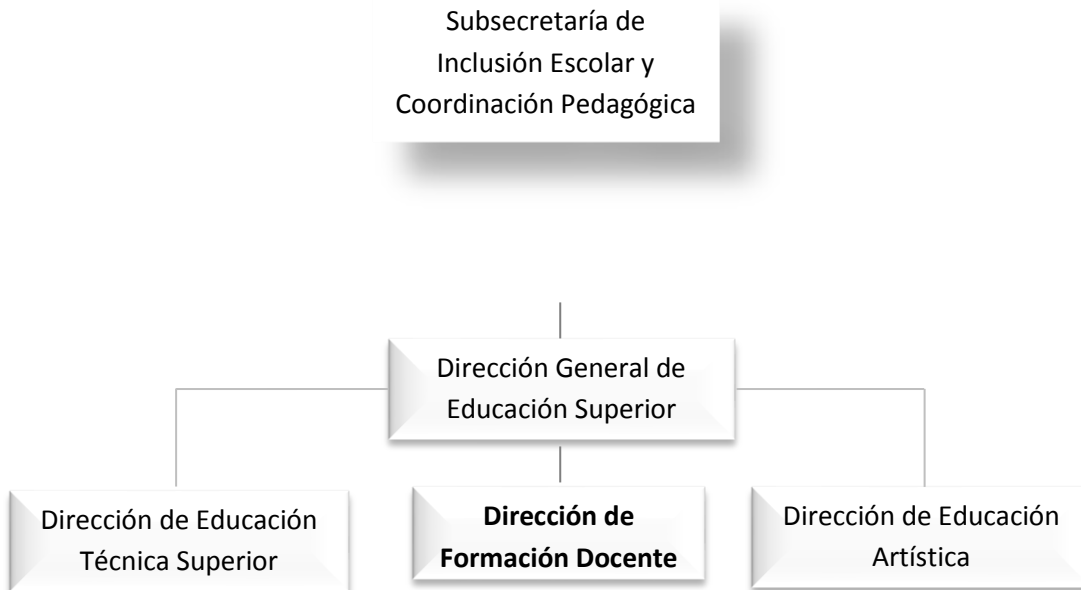 Subsecretaría de
Inclusión Escolar y
Coordinación Pedagógica
Dirección General de
Educación Superior
Dirección de Educación
Técnica Superior
Dirección de
Formación Docente
Dirección de Educación
Artística